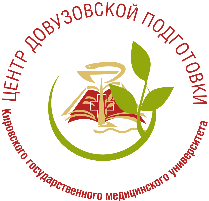 ЦЕНТР ДОВУЗОВСКОЙ ПОДГОТОВКИ
Кировского государственного медицинского университета